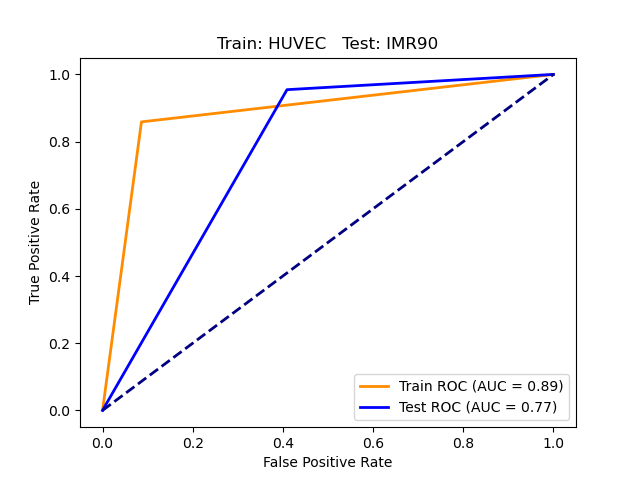 Train: HUVEC   Test: IMR90
True Positive Rate
1.0
0.8
0.6
0.4
0.2
0.0
Train ROC (AUC = 0.89)
Test ROC (AUC = 0.77)
0.0 0.2 0.4 0.6 0.8 1.0
False Positive Rate